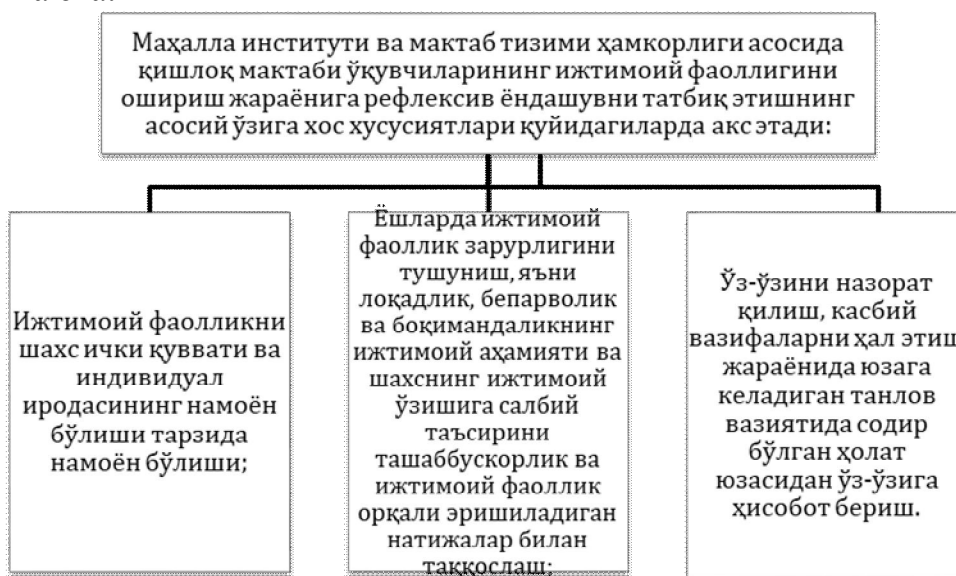 Маҳалла институти ва мактаб тизими ҳамкорлиги асосида
қишлоқ мактаби ўқувчиларининг ижтимоий фаоллигини
ошириш жараёнига рефлексив ёндашувни татбиқ этишнинг
асосий ўзига хос хусусиятлари қуйидагиларда акс этади:
Ижтимоий фаолликни
шахс ички қуввати ва
индивидуал
иродасининг намоён
бўлиши тарзида
намоён бўлиши;
Ёшларда ижтимоий
фаоллик зарурлигини
тушуниш, яъни
лоқадлик, бепарволик
ва боқимандаликнинг
ижтимоий аҳамияти ва
шахснинг ижтимоий
ўзишига салбий
таъсирини
ташаббускорлик ва
ижтимоий фаоллик
орқали эришиладиган
натижалар билан
таққослаш;
Ўз-ўзини назорат
қилиш, касбий
вазифаларни ҳал этиш
жараёнида юзага
келадиган танлов
вазиятида содир
бўлган ҳолат
юзасидан ўз-ўзига
ҳисобот бериш.